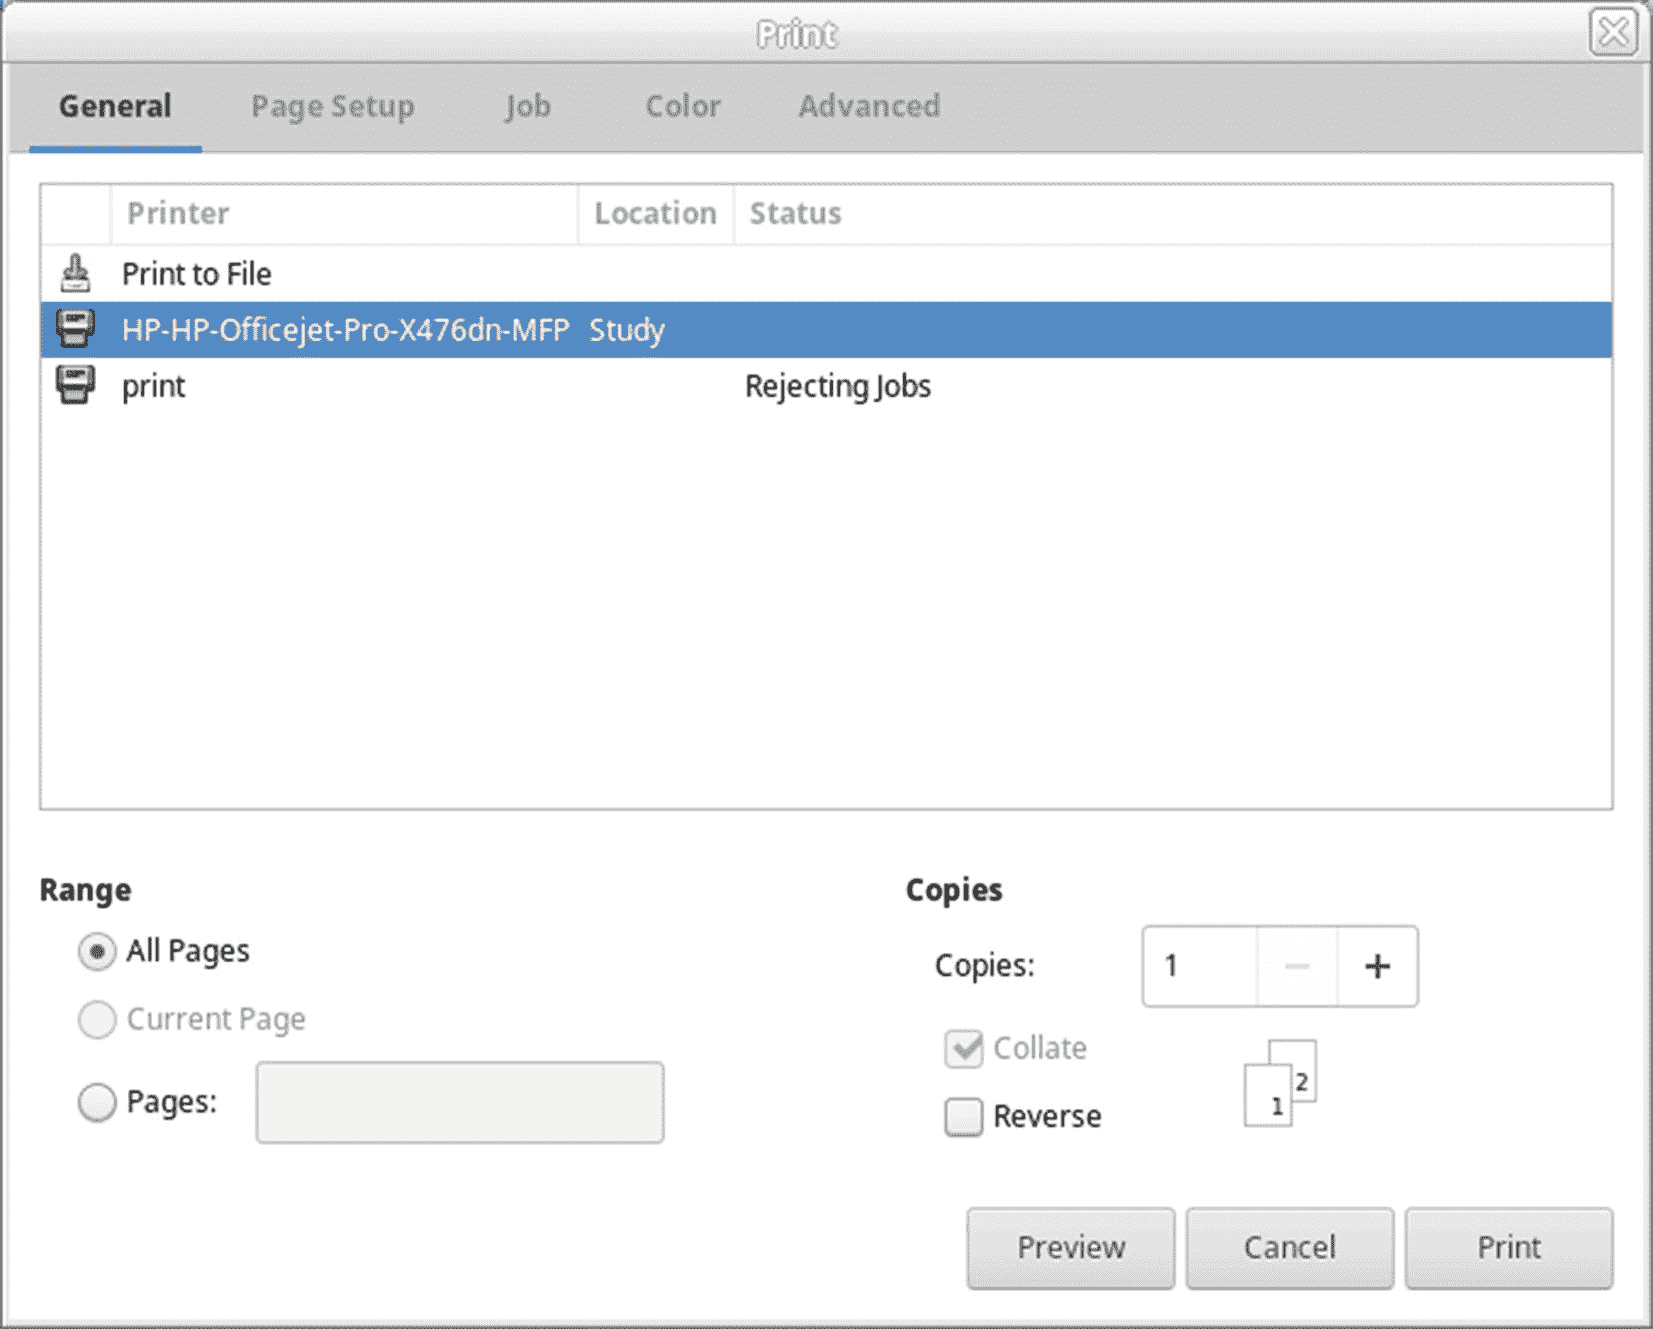 Print
General Page Setup Job Color Advanced
Printer Location Status
Print to File
HP-HP-Officejet-Pro-X476dn-MFP Study
print Rejecting Jobs
Range
All Pages
Current Page
Pages:
Copies
Copies: 1 − +
Collate
Reverse
1 2
Preview Cancel Print